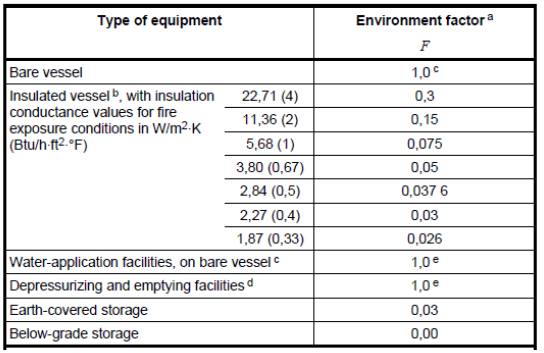 Type of equipment Environment factor a
F
Bare vessel 1,0 c
Insulated vessel b, with insulation 22,71 (4) 0,3
conductance values for fire 11,36 (2) 0,15
exposure conditions in W/m2·K
(Btu/h·ft2·°F) 5,68 (1) 0,075
3,80 (0,67) 0,05
2,84 (0,5) 0,037 6
2,27 (0,4) 0,03
1,87 (0,33) 0,026
Water-application facilities, on bare vessel c 1,0 e
Depressurizing and emptying facilities d 1,0 e
Earth-covered storage 0,03
Below-grade storage 0,00